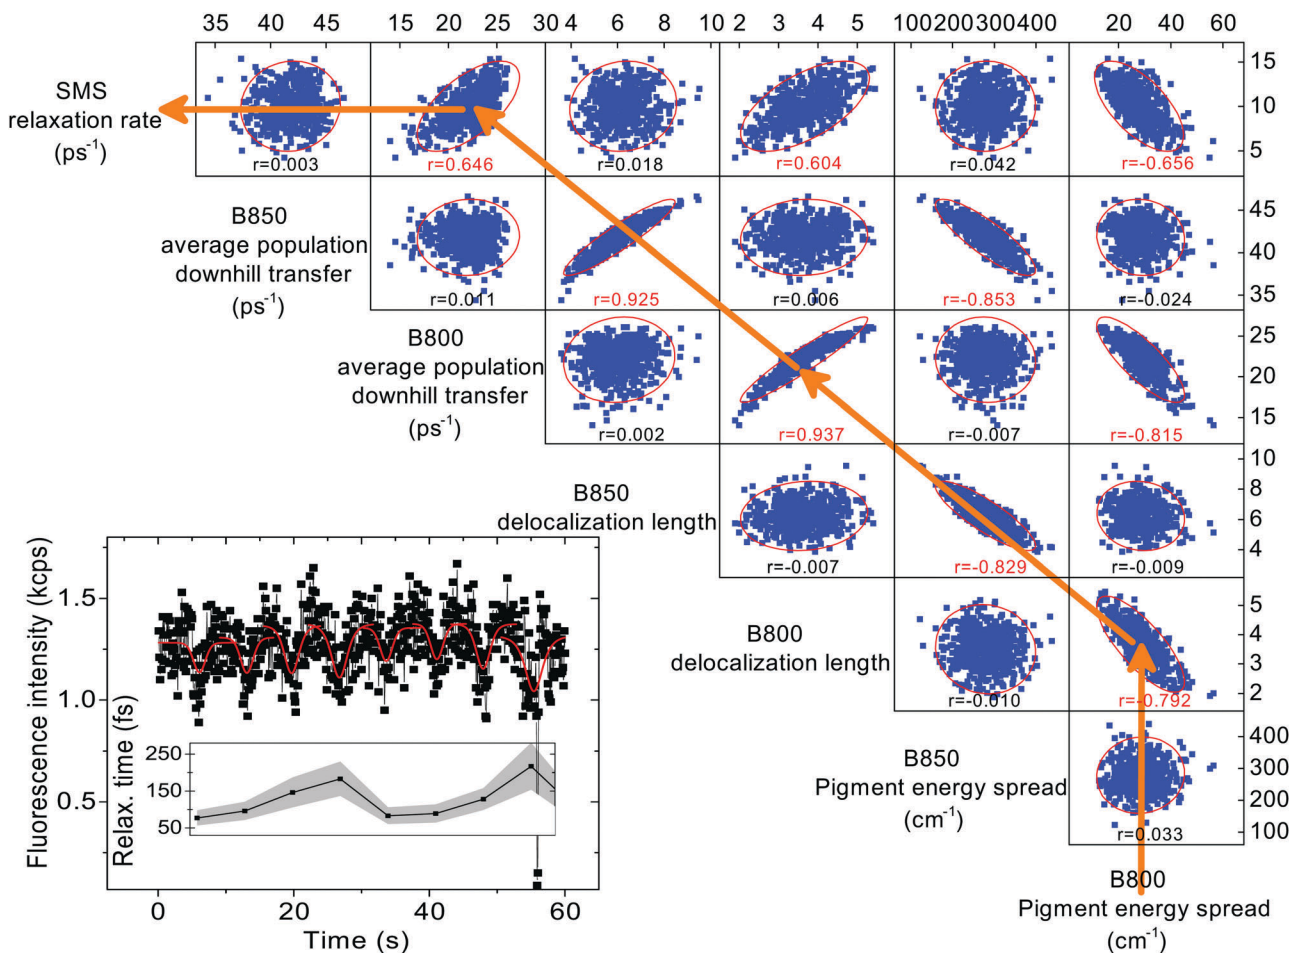 35 40 45 15 20 25 30 4 6 8 10 2 3 4 5 100 200 300 400 20 40 60
SMS
relaxation rate
(ps⁻¹)
r=0.003 r=0.646 r=0.018 r=0.604 r=0.042 r=-0.656
15
10
5
B850
average population
downhill transfer
(ps⁻¹)
r=0.011 r=0.925 r=0.006 r=-0.853 r=-0.024
45
40
35
B800
average population
downhill transfer
(ps⁻¹)
r=0.002 r=0.937 r=-0.007 r=-0.815
25
20
15
B850
delocalization length
r=-0.007 r=-0.829 r=-0.009
10
8
6
4
B800
delocalization length
r=-0.010 r=-0.792
5
4
3
2
B850
Pigment energy spread
(cm⁻¹)
r=0.033
400
300
200
100
B800
Pigment energy spread
(cm⁻¹)
Fluorescence intensity (kcps)
1.5
1.0
0.5
Relax. time (fs)
250
150
50
0 20 40 60
Time (s)